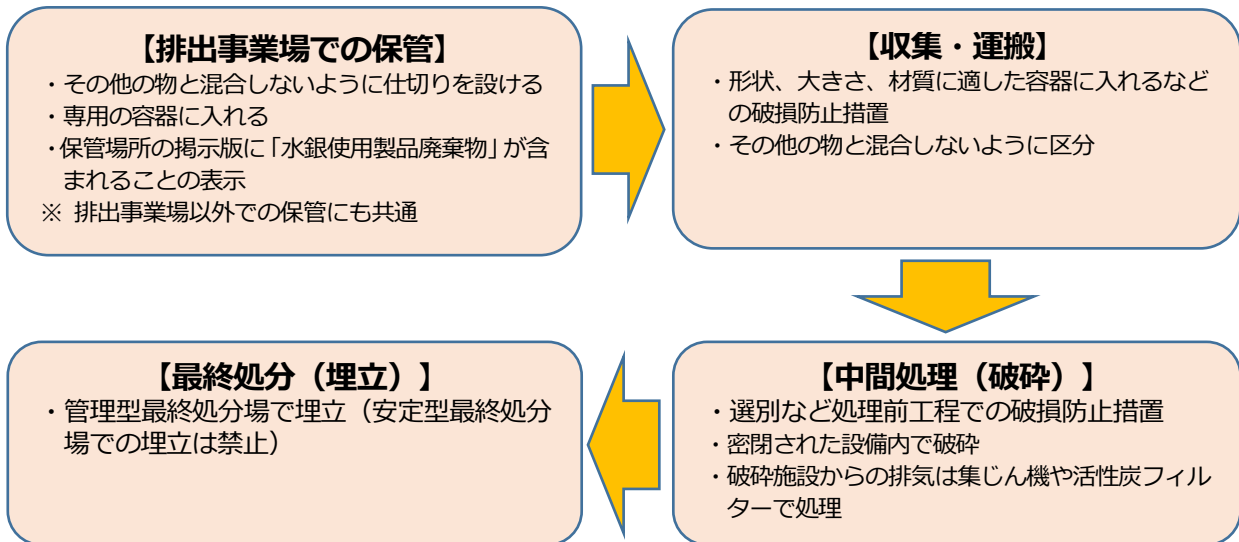 【排出事業場での保管】
・その他の物と混合しないように仕切りを設ける
・専用の容器に入れる
・保管場所の掲示版に「水銀使用製品廃棄物」が含
まれることの表示
※ 排出事業場以外での保管にも共通
【収集・運搬】
・形状、大きさ、材質に適した容器に入れるなど
の破損防止措置
・その他の物と混合しないように区分
【中間処理（破砕）】
・選別など処理前工程での破損防止措置
・密閉された設備内で破砕
・破砕施設からの排気は集じん機や活性炭フィル
ターで処理
【最終処分（埋立）】
・管理型最終処分場で埋立（安定型最終処分
場での埋立は禁止）